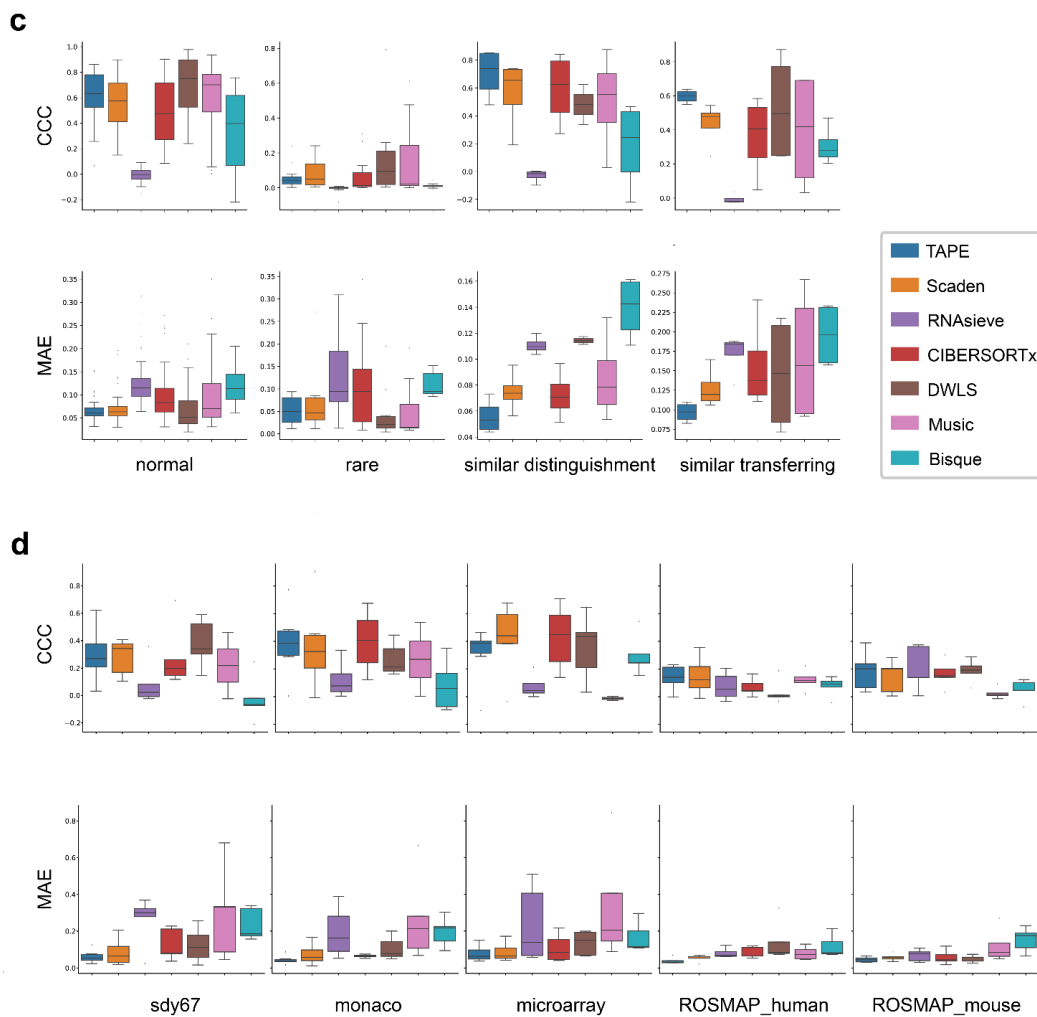 c
CCC
1.0
0.8
0.6
0.4
0.2
0.0
−0.2
0.8
0.6
0.4
0.2
0.0
0.8
0.6
0.4
0.2
0.0
−0.2
0.8
0.6
0.4
0.2
0.0
MAE
0.35
0.30
0.25
0.20
0.15
0.10
0.05
0.35
0.30
0.25
0.20
0.15
0.10
0.05
0.00
0.16
0.14
0.12
0.10
0.08
0.06
0.04
0.275
0.250
0.225
0.200
0.175
0.150
0.125
0.100
0.075
normal
rare
similar distinguishment
similar transferring
TAPE
Scaden
RNAsieve
CIBERSORTx
DWLS
Music
Bisque
d
CCC
0.8
0.6
0.4
0.2
0.0
−0.2
MAE
0.8
0.6
0.4
0.2
0.0
sdy67
monaco
microarray
ROSMAP_human
ROSMAP_mouse